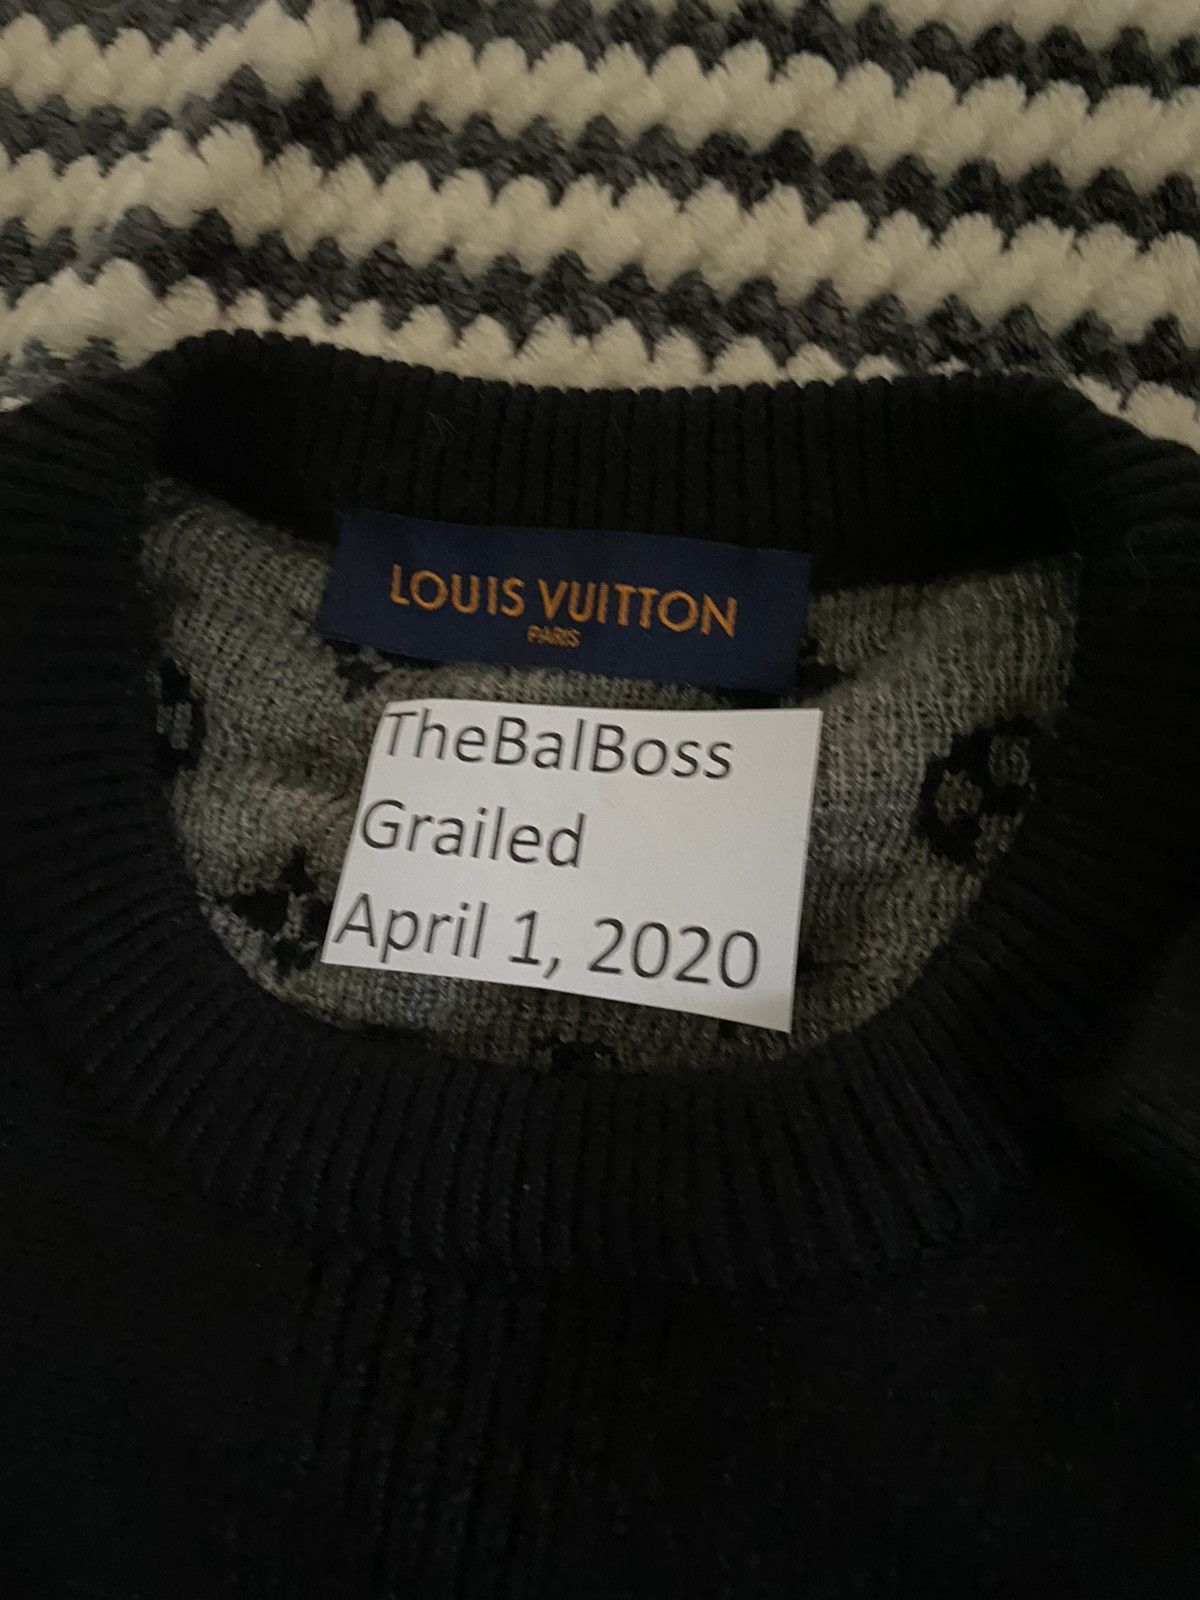 LOUIS VUITTON
PARIS
TheBalBoss
Grailed
April 1, 2020